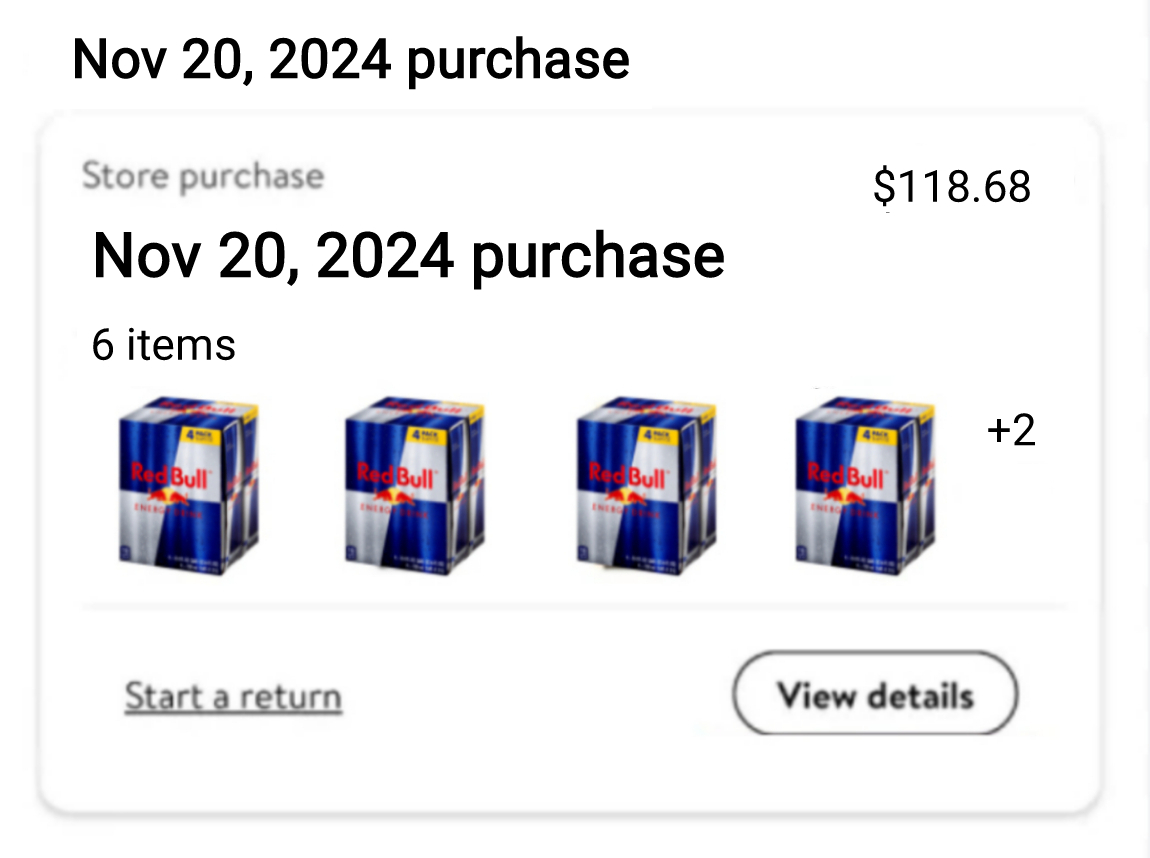 Nov 20, 2024 purchase
Store purchase
$118.68
Nov 20, 2024 purchase
6 items
4 PACK
4 PACK
4 PACK
4 PACK
Red Bull
Red Bull
Red Bull
Red Bull
ENERGY DRINK
ENERGY DRINK
ENERGY DRINK
ENERGY DRINK
+2
Start a return
View details